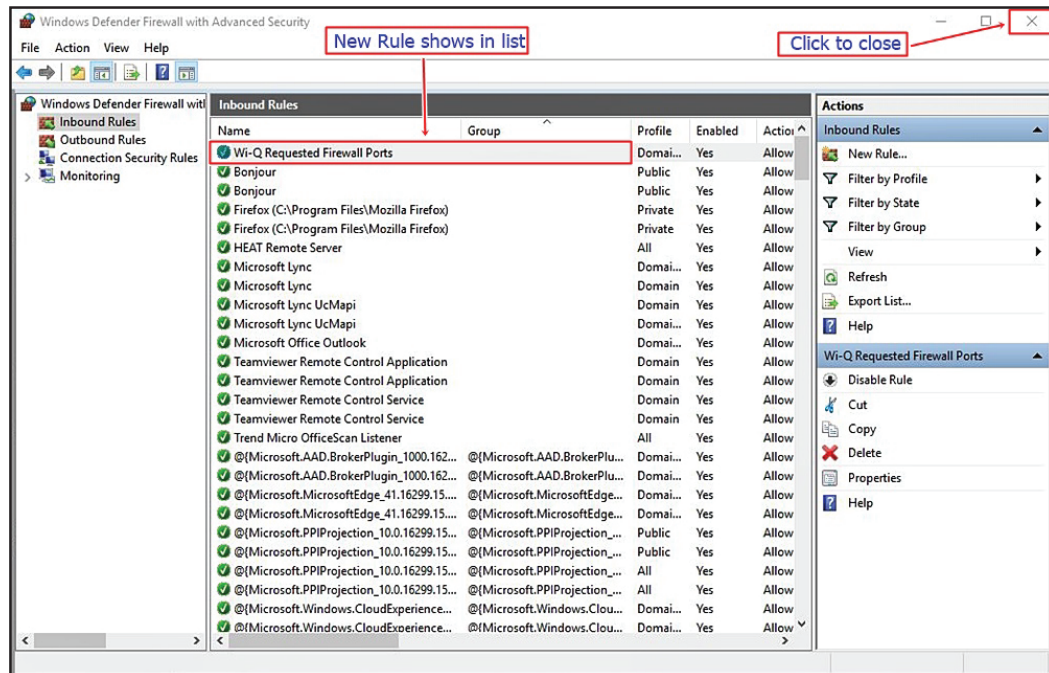 Windows Defender Firewall with Advanced Security
File Action View Help
New Rule shows in list
Click to close
Windows Defender Firewall witl
Inbound Rules
Outbound Rules
Connection Security Rules
Monitoring
Inbound Rules
Name Group Profile Enabled Action
Wi-Q Requested Firewall Ports Domai... Yes Allow
Bonjour Public Yes Allow
Bonjour Public Yes Allow
Firefox (C:\Program Files\Mozilla Firefox) Private Yes Allow
Firefox (C:\Program Files\Mozilla Firefox) Private Yes Allow
HEAT Remote Server All Yes Allow
Microsoft Lync Domai... Yes Allow
Microsoft Lync Domain Yes Allow
Microsoft Lync UcMapi Domain Yes Allow
Microsoft Lync UcMapi Domai... Yes Allow
Microsoft Office Outlook Domai... Yes Allow
Teamviewer Remote Control Application Domain Yes Allow
Teamviewer Remote Control Application Domain Yes Allow
Teamviewer Remote Control Service Domain Yes Allow
Teamviewer Remote Control Service Domain Yes Allow
Trend Micro OfficeScan Listener All Yes Allow
@{Microsoft.AAD.BrokerPlugin_1000.162... @{Microsoft.AAD.BrokerPlu... Domai... Yes Allow
@{Microsoft.AAD.BrokerPlugin_1000.162... @{Microsoft.AAD.BrokerPlu... Domai... Yes Allow
@{Microsoft.MicrosoftEdge_41.16299.15.... @{Microsoft.MicrosoftEdge... Domai... Yes Allow
@{Microsoft.MicrosoftEdge_41.16299.15.... @{Microsoft.MicrosoftEdge... Domai... Yes Allow
@{Microsoft.PPIProjection_10.0.16299.15... @{Microsoft.PPIProjection_... Public Yes Allow
@{Microsoft.PPIProjection_10.0.16299.15... @{Microsoft.PPIProjection_... Public Yes Allow
@{Microsoft.PPIProjection_10.0.16299.15... @{Microsoft.PPIProjection_... All Yes Allow
@{Microsoft.PPIProjection_10.0.16299.15... @{Microsoft.PPIProjection_... All Yes Allow
@{Microsoft.Windows.CloudExperience... @{Microsoft.Windows.Clou... Domai... Yes Allow
@{Microsoft.Windows.CloudExperience... @{Microsoft.Windows.Clou... Domai... Yes Allow
Actions
Inbound Rules
New Rule...
Filter by Profile
Filter by State
Filter by Group
View
Refresh
Export List...
Help
Wi-Q Requested Firewall Ports
Disable Rule
Cut
Copy
Delete
Properties
Help